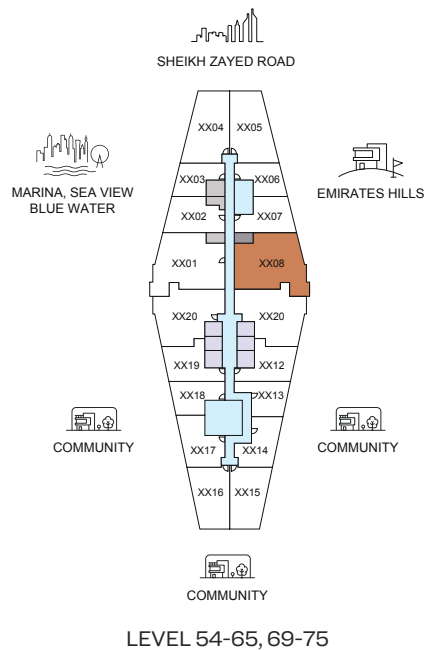 SHEIKH ZAYED ROAD
XX04
XX05
MARINA, SEA VIEW
BLUE WATER
XX03
XX06
EMIRATES HILLS
XX02
XX07
XX01
XX08
XX20
XX20
XX19
XX12
XX18
XX13
COMMUNITY
COMMUNITY
XX17
XX14
XX16
XX15
COMMUNITY
LEVEL 54-65, 69-75